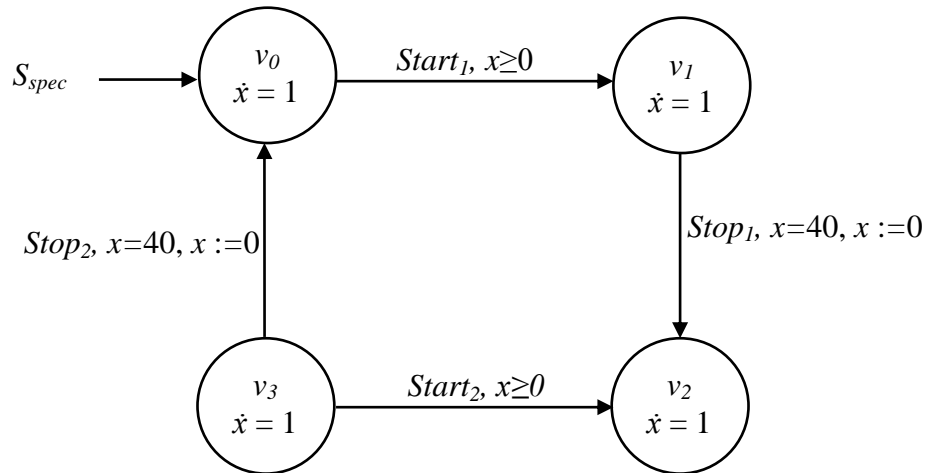 S_spec
v_0
ẋ = 1
Start_1, x≥0
v_1
ẋ = 1
Stop_2, x=40, x :=0
Stop_1, x=40, x :=0
v_3
ẋ = 1
Start_2, x≥0
v_2
ẋ = 1